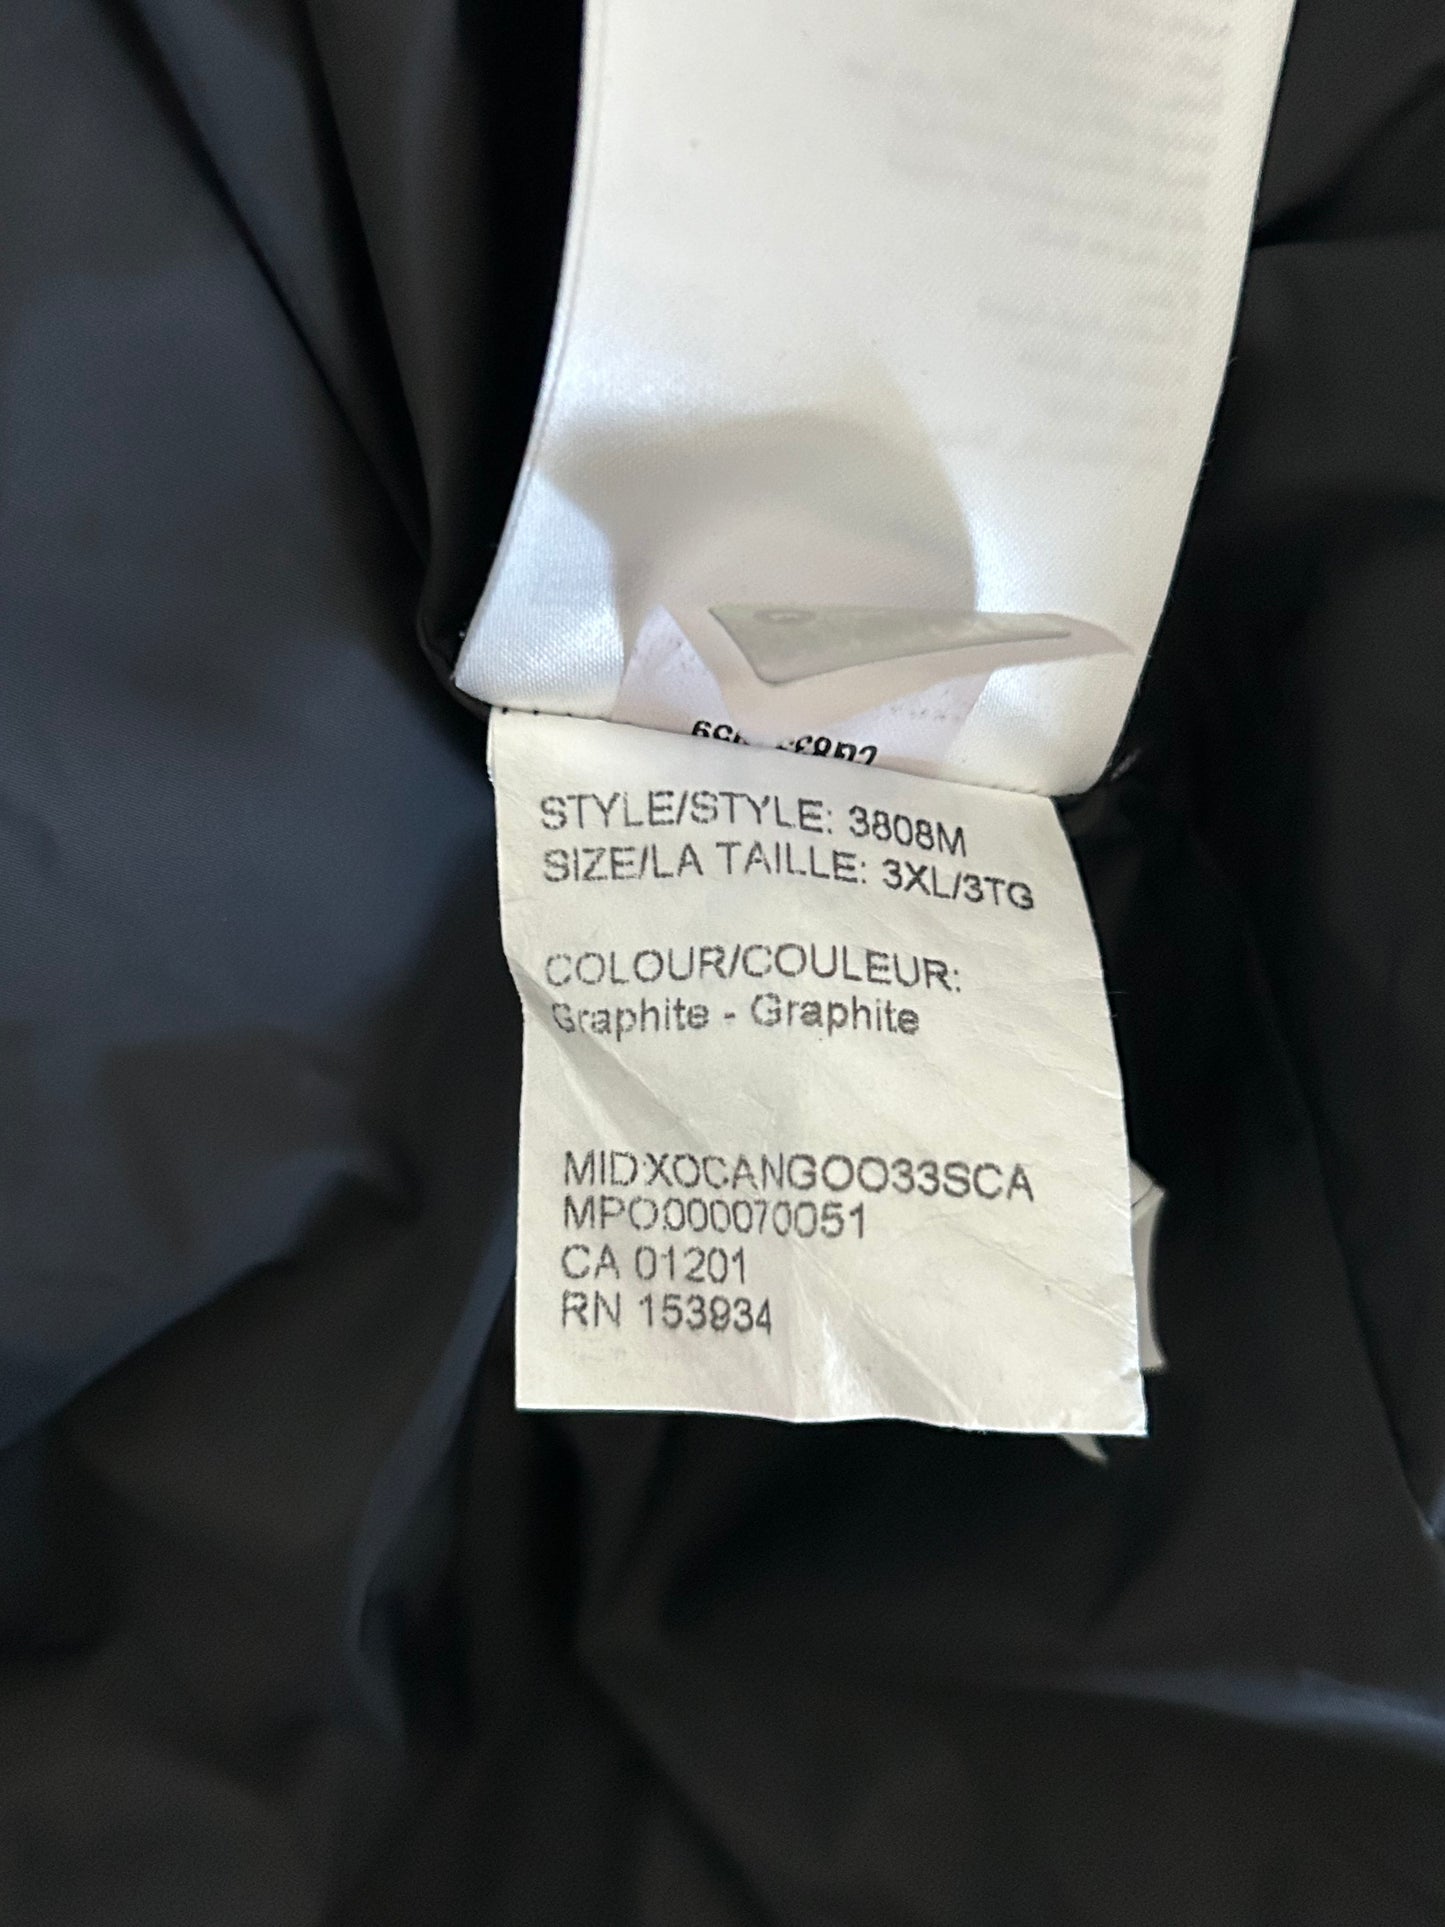 STYLE/STYLE: 3808M
SIZE/LA TAILLE: 3XL/3TG
COLOUR/COULEUR:
Graphite - Graphite
MIDXOCANGOO33SCA
MPO000070051
CA 01201
RN 153934